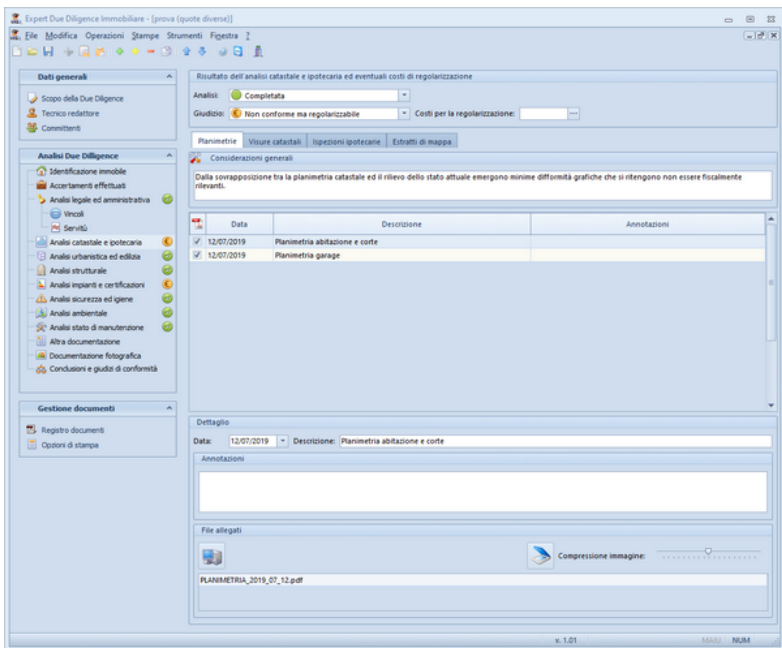 Expert Due Diligence Immobiliare - [prova (quote diverse)]
File Modifica Operazioni Stampe Strumenti Finestra ?
Dati generali
Scopo della Due Diligence
Tecnico redattore
Committenti
Analisi Due Dilligence
Identificazione immobile
Accertamenti effettuati
Analisi legale ed amministrativa
Vincoli
Servitù
Analisi catastale e ipotecaria
Analisi urbanistica ed edilizia
Analisi strutturale
Analisi impianti e certificazioni
Analisi sicurezza ed igiene
Analisi ambientale
Analisi stato di manutenzione
Altra documentazione
Documentazione fotografica
Conclusioni e giudizi di conformità
Gestione documenti
Registro documenti
Opzioni di stampa
Risultato dell'analisi catastale e ipotecaria ed eventuali costi di regolarizzazione
Analisi: Completata
Giudizio: Non conforme ma regolarizzabile Costi per la regolarizzazione:
Planimetrie Visure catastali Ispezioni ipotecarie Estratti di mappa
Considerazioni generali
Dalla sovrapposizione tra la planimetria catastale ed il rilievo dello stato attuale emergono minime difformità grafiche che si ritengono non essere fiscalmente
rilevanti.
Data Descrizione Annotazioni
12/07/2019 Planimetria abitazione e corte
12/07/2019 Planimetria garage
Dettaglio
Data: 12/07/2019 Descrizione: Planimetria abitazione e corte
Annotazioni
File allegati
Compressione immagine:
PLANIMETRIA_2019_07_12.pdf
v. 1.01 MAIU NUM